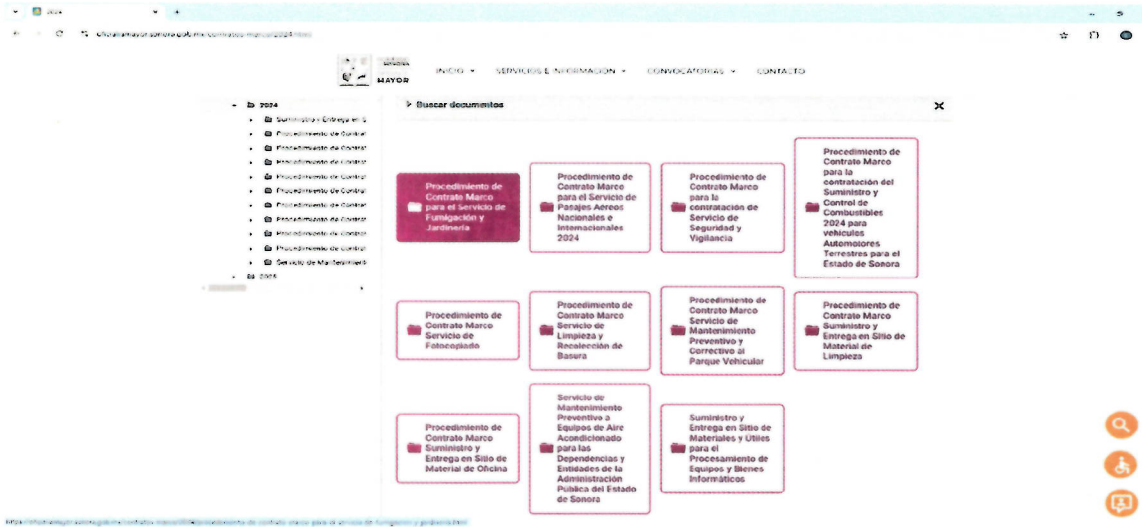 2024
MAYOR
INICIO
SERVICIOS E INFORMACIÓN
CONVOCATORIAS
CONTACTO
2024
Suministro y Entrega en S
Procedimiento de Contrat
Procedimiento de Contrat
Procedimiento de Contrat
Procedimiento de Contrat
Procedimiento de Contrat
Procedimiento de Contrat
Procedimiento de Contrat
Procedimiento de Contrat
Procedimiento de Contrat
Servicio de Mantenimient
2025
Buscar documentos
Procedimiento de
Contrato Marco
para el Servicio de
Fumigación y
Jardinería
Procedimiento de
Contrato Marco
para el Servicio de
Pasajes Aéreos
Nacionales e
Internacionales
2024
Procedimiento de
Contrato Marco
para la
contratación de
Servicio de
Seguridad y
Vigilancia
Procedimiento de
Contrato Marco
para la
contratación del
Suministro y
Control de
Combustibles
2024 para
vehículos
Automotores
Terrestres para el
Estado de Sonora
Procedimiento de
Contrato Marco
Servicio de
Fotocopiado
Procedimiento de
Contrato Marco
Servicio de
Limpieza y
Recolección de
Basura
Procedimiento de
Contrato Marco
Servicio de
Mantenimiento
Preventivo y
Correctivo al
Parque Vehicular
Procedimiento de
Contrato Marco
Suministro y
Entrega en Sitio de
Material de
Limpieza
Procedimiento de
Contrato Marco
Suministro y
Entrega en Sitio de
Material de Oficina
Servicio de
Mantenimiento
Preventivo a
Equipos de Aire
Acondicionado
para las
Dependencias y
Entidades de la
Administración
Pública del Estado
de Sonora
Suministro y
Entrega en Sitio de
Materiales y Útiles
para el
Procesamiento de
Equipos y Bienes
Informáticos